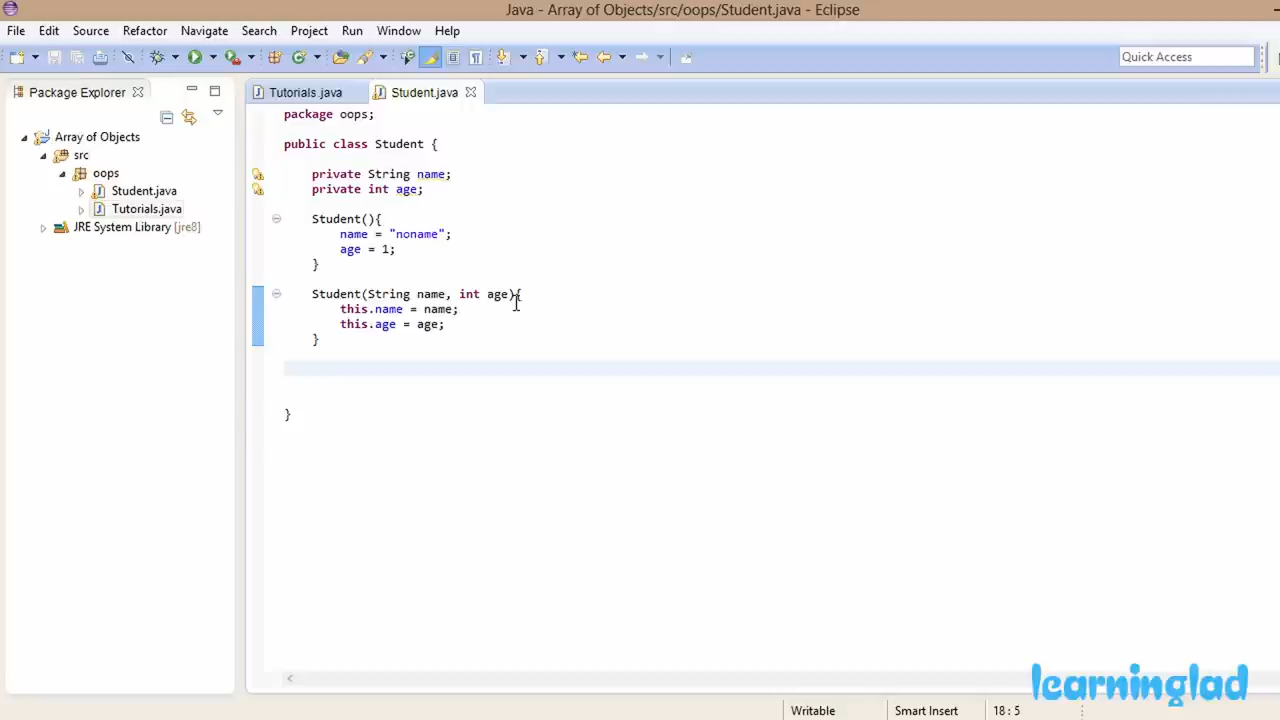 Java - Array of Objects/src/oops/Student.java - Eclipse
File Edit Source Refactor Navigate Search Project Run Window Help
Quick Access
Package Explorer
Tutorials.java
Student.java
Array of Objects
src
oops
Student.java
Tutorials.java
JRE System Library [jre8]
package oops;
public class Student {
private String name;
private int age;
Student(){
name = "noname";
age = 1;
}
Student(String name, int age){
this.name = name;
this.age = age;
}
}
learninglad
Writable Smart Insert 18 : 5